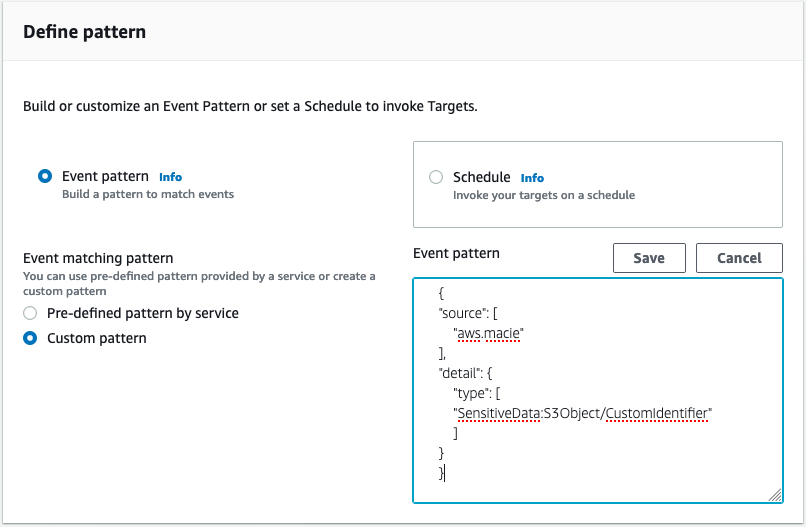 Define pattern
Build or customize an Event Pattern or set a Schedule to invoke Targets.
Event pattern Info
Build a pattern to match events
Schedule Info
Invoke your targets on a schedule
Event matching pattern
You can use pre-defined pattern provided by a service or create a
custom pattern
Pre-defined pattern by service
Custom pattern
Event pattern
Save
Cancel
{
"source": [
"aws.macie"
],
"detail": {
"type": [
"SensitiveData:S3Object/CustomIdentifier"
]
}
}